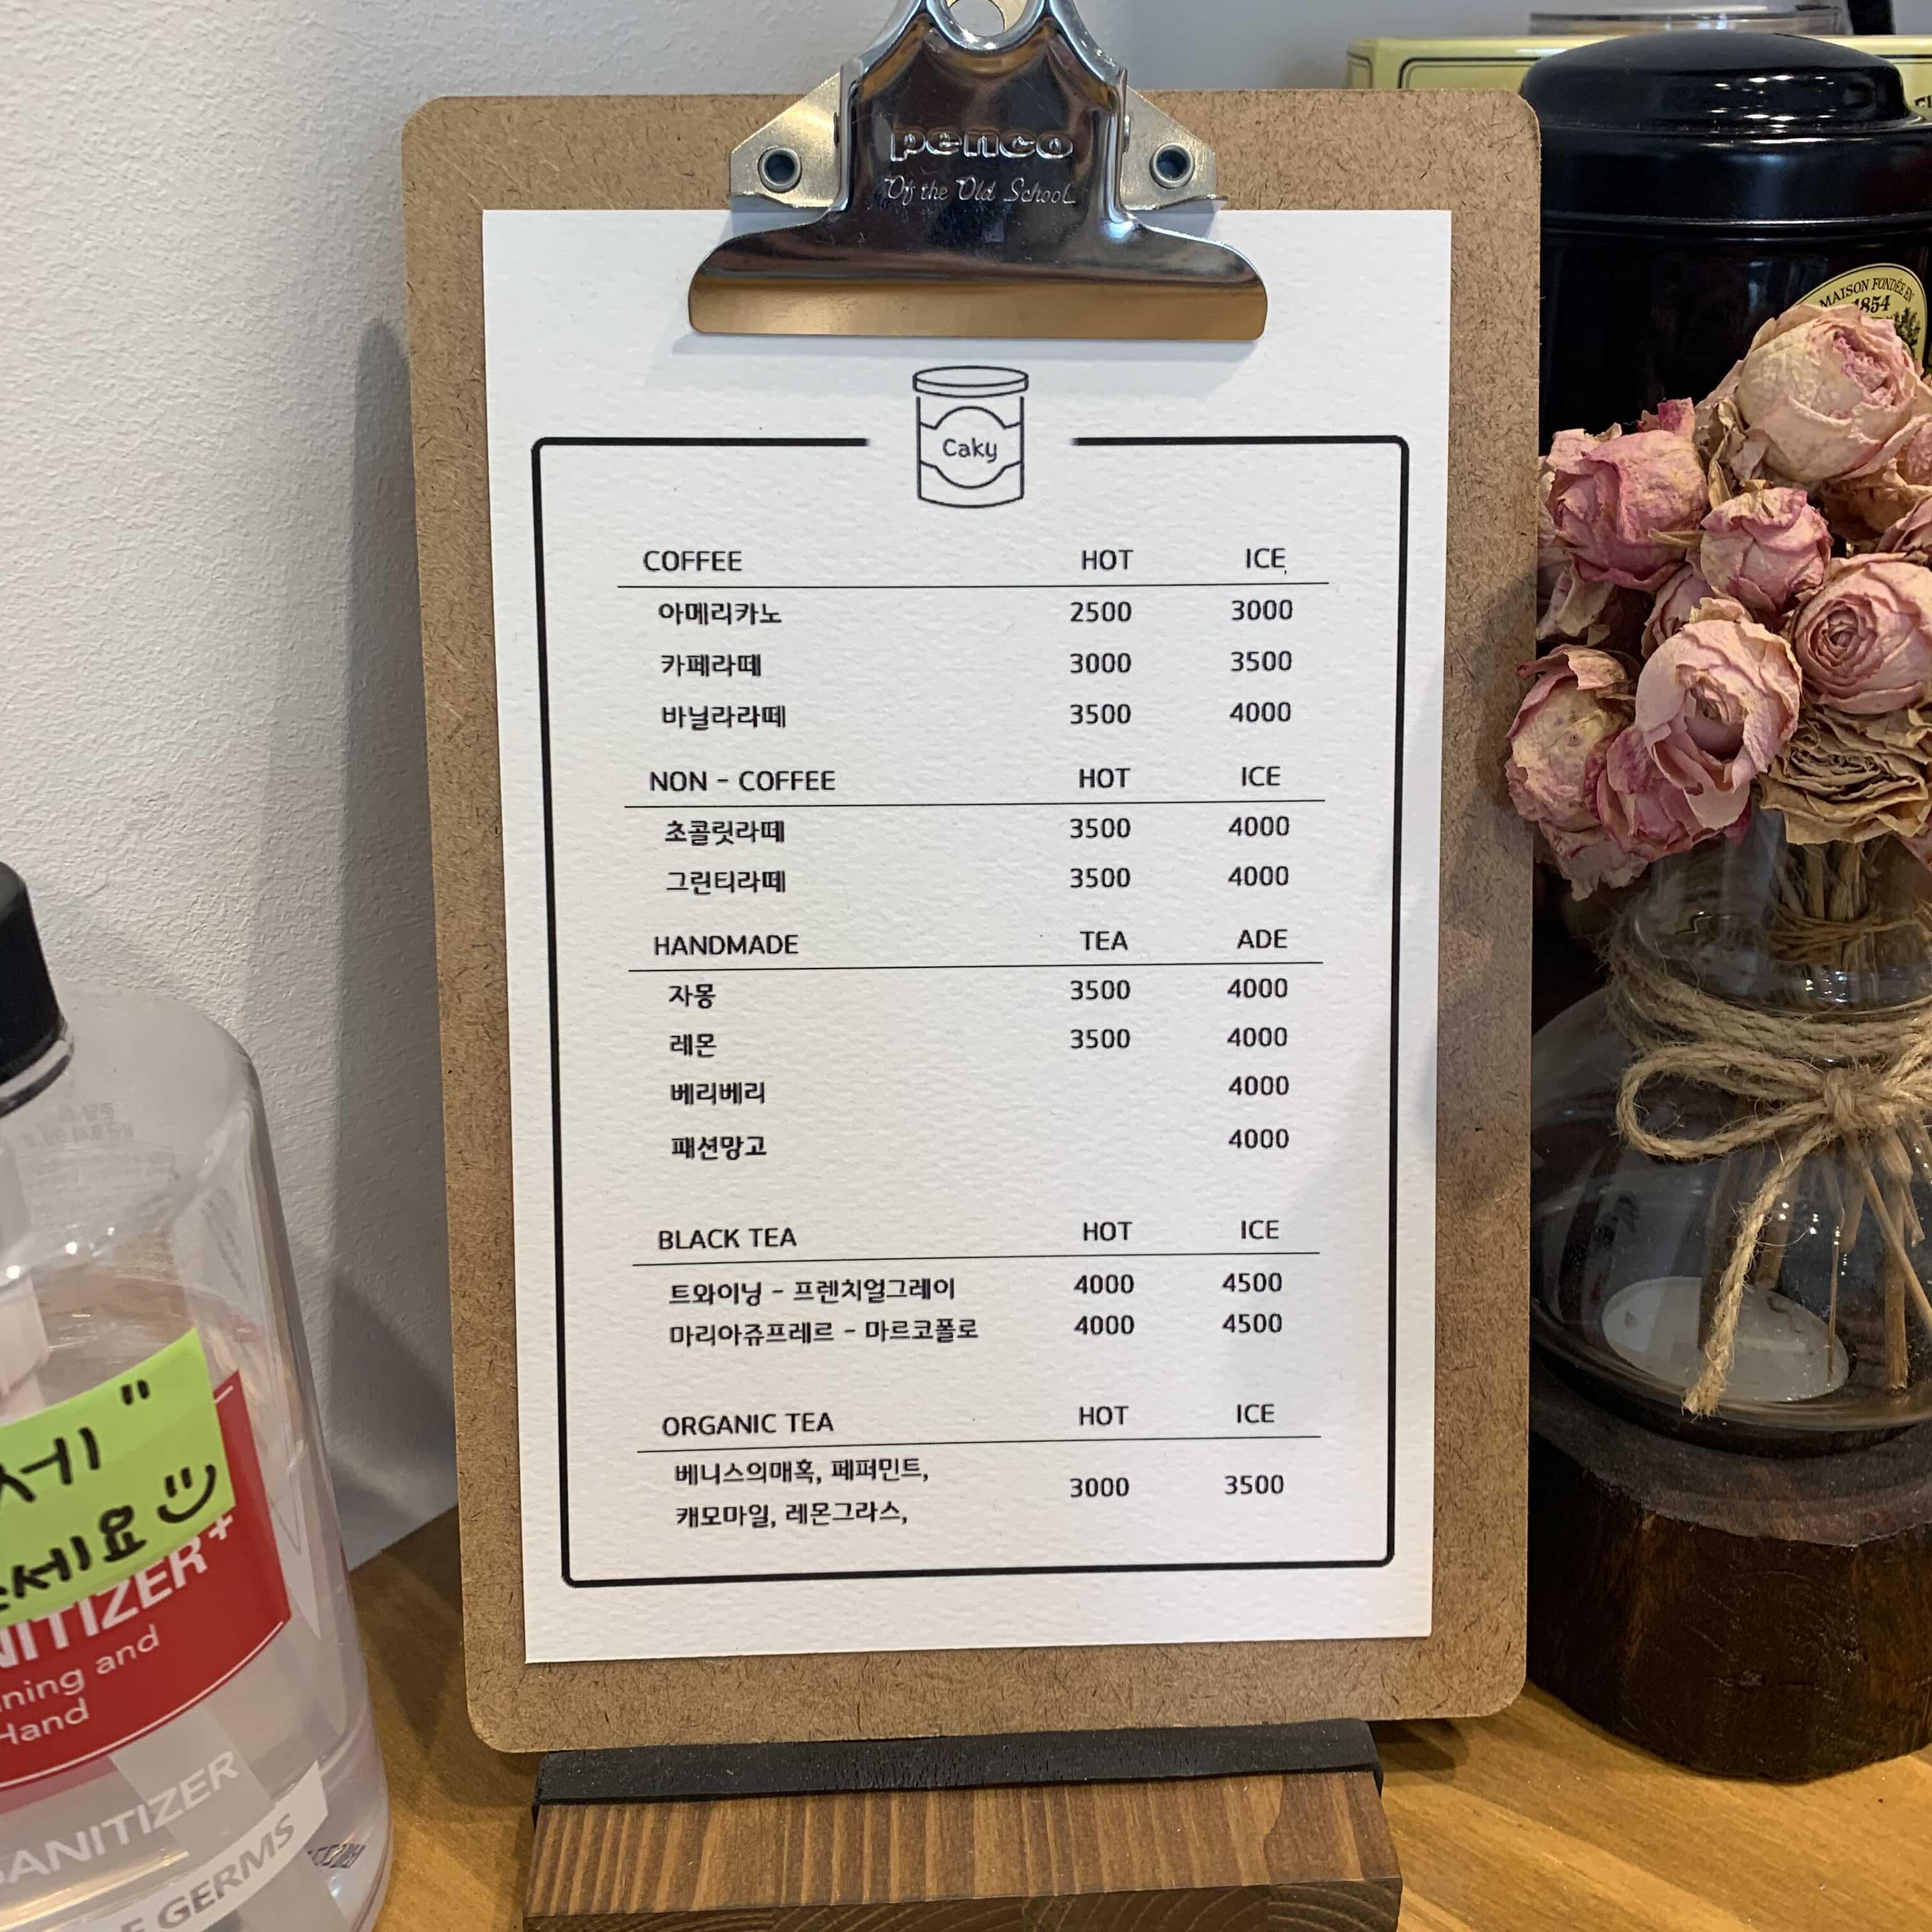 penco
Of the Old School
MAISON FONDÉE EN
1854
Caky
COFFEE HOT ICE
아메리카노 2500 3000
카페라떼 3000 3500
바닐라라떼 3500 4000
NON - COFFEE HOT ICE
초콜릿라떼 3500 4000
그린티라떼 3500 4000
HANDMADE TEA ADE
자몽 3500 4000
레몬 3500 4000
베리베리 4000
패션망고 4000
BLACK TEA HOT ICE
트와이닝 - 프렌치얼그레이 4000 4500
마리아쥬프레르 - 마르코폴로 4000 4500
ORGANIC TEA HOT ICE
베니스의매혹, 페퍼민트,
캐모마일, 레몬그라스, 3000 3500
and
Hand
SANITIZER
GERMS